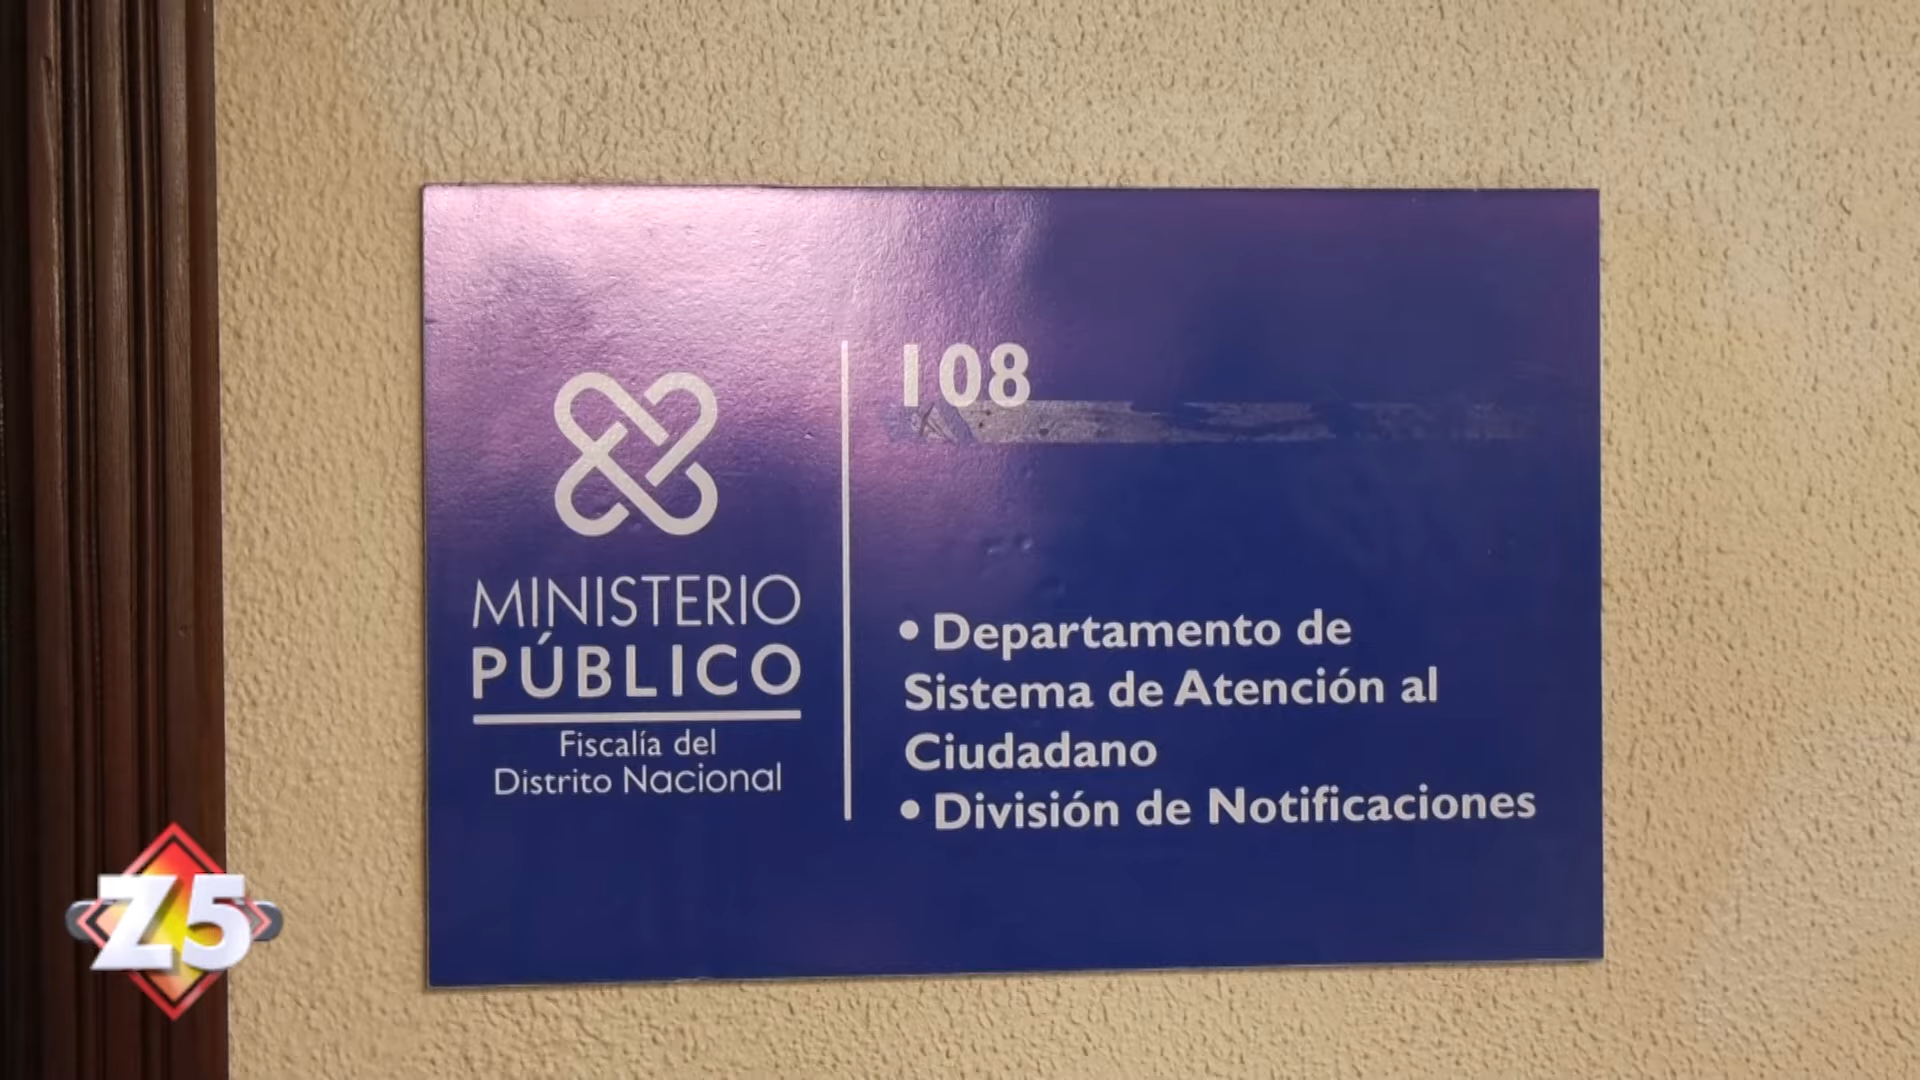 108
MINISTERIO
PÚBLICO
Fiscalía del
Distrito Nacional
• Departamento de
Sistema de Atención al
Ciudadano
• División de Notificaciones
Z5